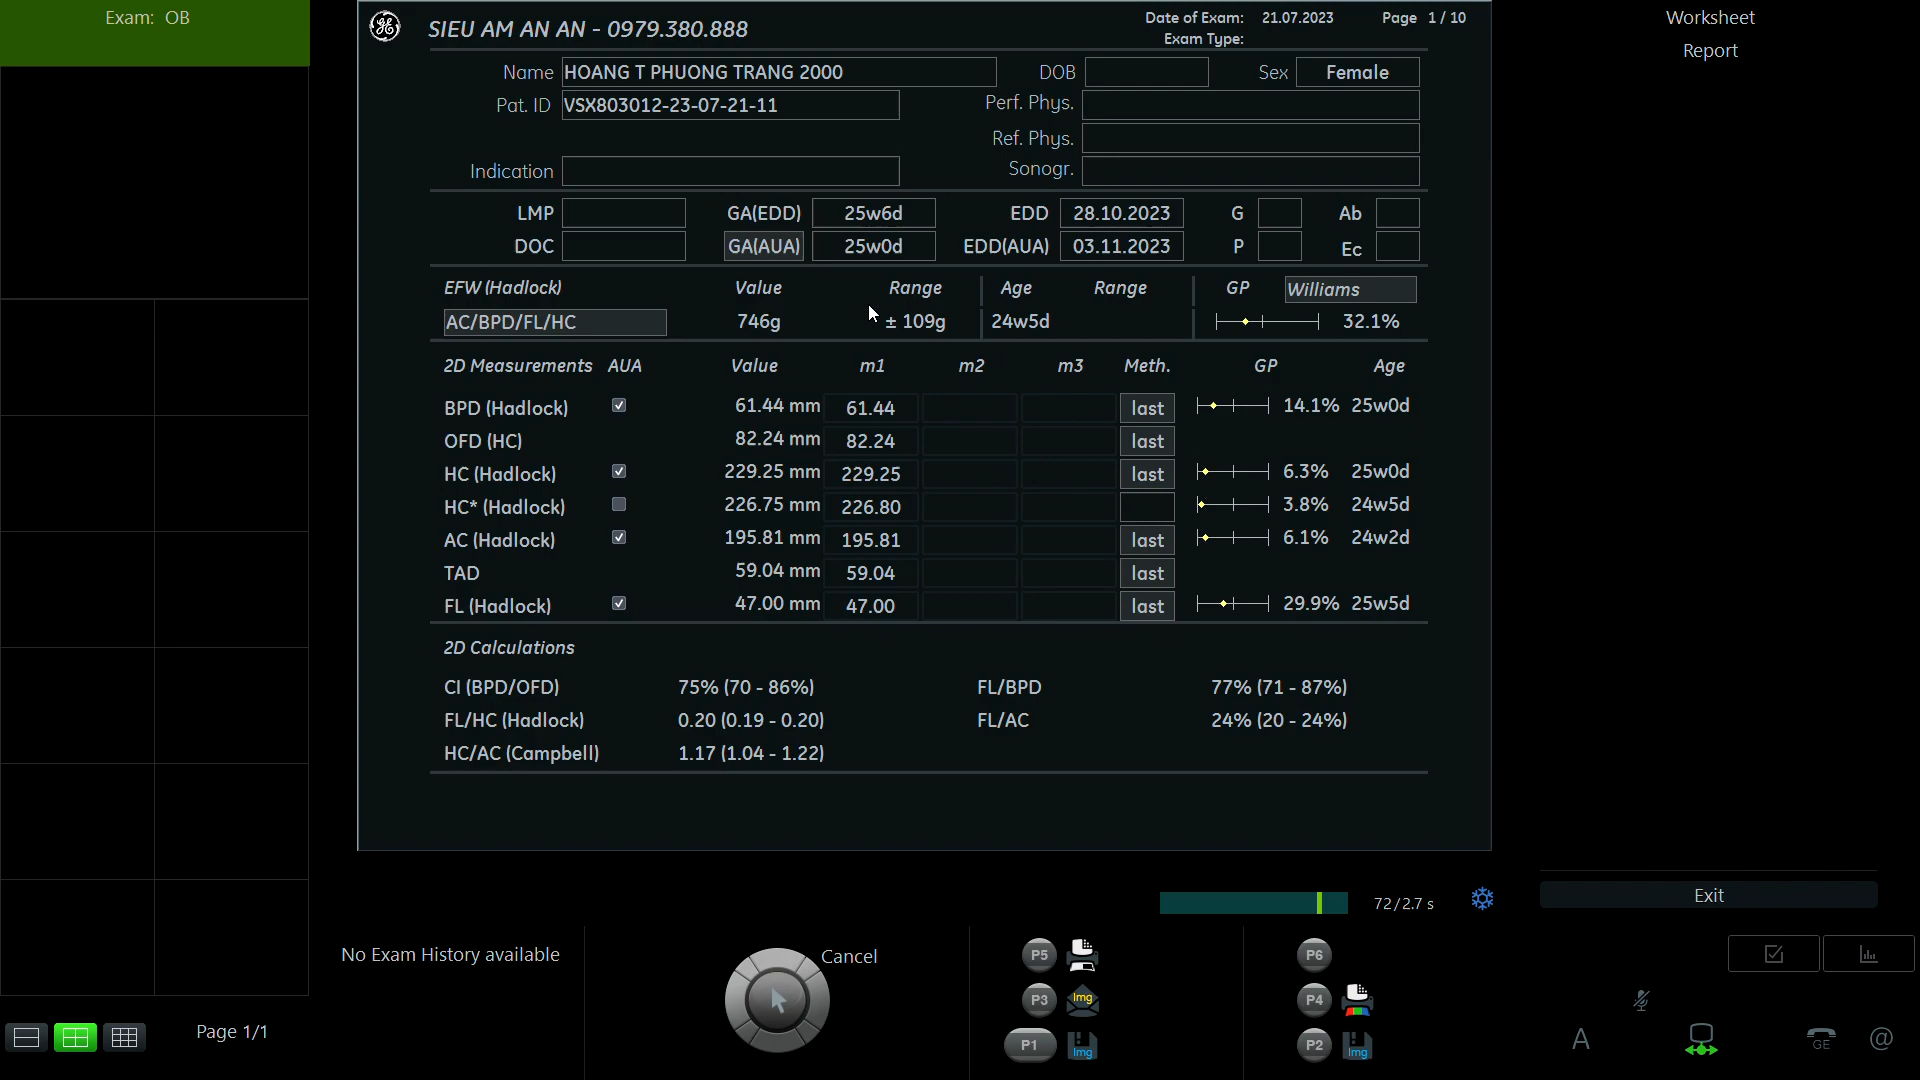 Exam: OB
SIEU AM AN AN - 0979.380.888
Date of Exam: 21.07.2023 Page 1 / 10
Exam Type:
Name HOANG T PHUONG TRANG 2000 DOB Sex Female
Pat. ID VSX803012-23-07-21-11 Perf. Phys.
Ref. Phys.
Indication Sonogr.
LMP GA(EDD) 25w6d EDD 28.10.2023 G Ab
DOC GA(AUA) 25w0d EDD(AUA) 03.11.2023 P Ec
EFW (Hadlock) Value Range Age Range GP Williams
AC/BPD/FL/HC 746g ± 109g 24w5d 32.1%
2D Measurements AUA Value m1 m2 m3 Meth. GP Age
BPD (Hadlock) 61.44 mm 61.44 last 14.1% 25w0d
OFD (HC) 82.24 mm 82.24 last
HC (Hadlock) 229.25 mm 229.25 last 6.3% 25w0d
HC* (Hadlock) 226.75 mm 226.80 3.8% 24w5d
AC (Hadlock) 195.81 mm 195.81 last 6.1% 24w2d
TAD 59.04 mm 59.04 last
FL (Hadlock) 47.00 mm 47.00 last 29.9% 25w5d
2D Calculations
CI (BPD/OFD) 75% (70 - 86%) FL/BPD 77% (71 - 87%)
FL/HC (Hadlock) 0.20 (0.19 - 0.20) FL/AC 24% (20 - 24%)
HC/AC (Campbell) 1.17 (1.04 - 1.22)
Worksheet
Report
72/2.7 s
Exit
No Exam History available
Cancel
P5 P6
P3 Img P4
P1 Img P2 Img
A GE @
Page 1/1